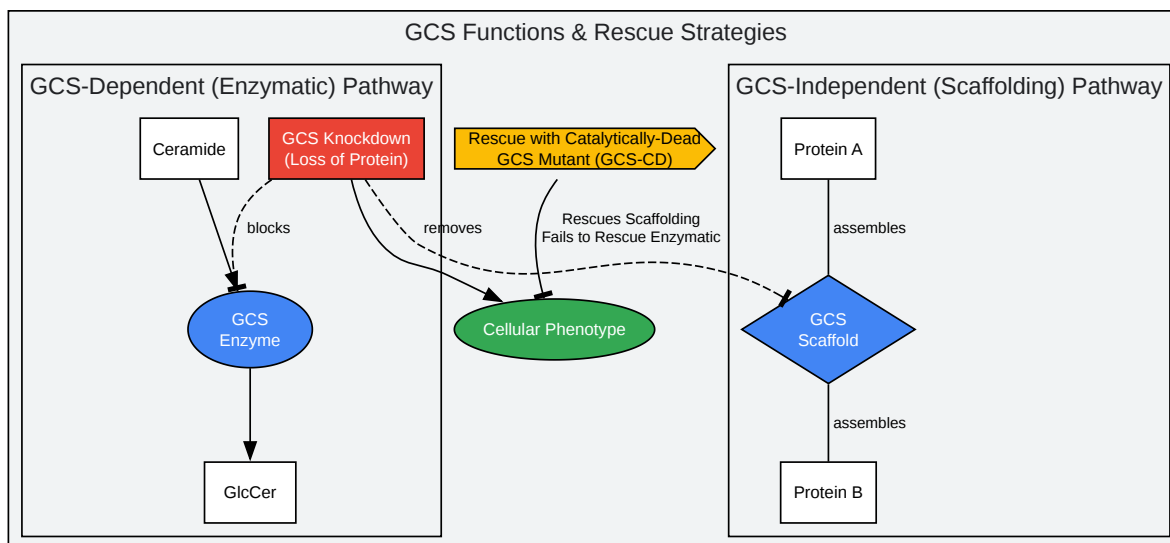 GCS Functions & Rescue Strategies
GCS-Dependent (Enzymatic) Pathway
GCS-Independent (Scaffolding) Pathway
Ceramide
GCS Knockdown
(Loss of Protein)
Rescue with Catalytically-Dead
GCS Mutant (GCS-CD)
Protein A
blocks
removes
Rescues Scaffolding
Fails to Rescue Enzymatic
assembles
GCS
Enzyme
Cellular Phenotype
GCS
Scaffold
assembles
GlcCer
Protein B